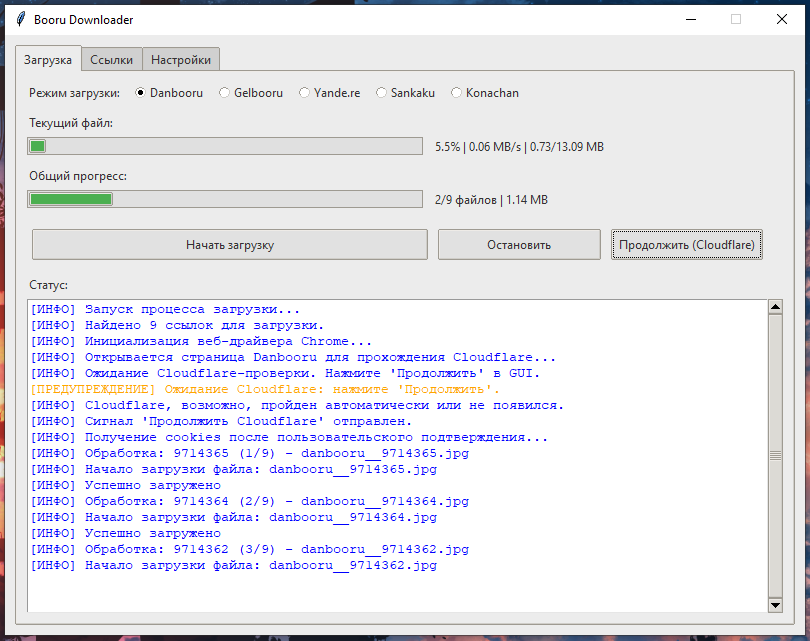 Booru Downloader
Загрузка Ссылки Настройки
Режим загрузки: Danbooru Gelbooru Yande.re Sankaku Konachan
Текущий файл:
5.5% | 0.06 MB/s | 0.73/13.09 MB
Общий прогресс:
2/9 файлов | 1.14 MB
Начать загрузку Остановить Продолжить (Cloudflare)
Статус:
[ИНФО] Запуск процесса загрузки...
[ИНФО] Найдено 9 ссылок для загрузки.
[ИНФО] Инициализация веб-драйвера Chrome...
[ИНФО] Открывается страница Danbooru для прохождения Cloudflare...
[ИНФО] Ожидание Cloudflare-проверки. Нажмите 'Продолжить' в GUI.
[ПРЕДУПРЕЖДЕНИЕ] Ожидание Cloudflare: нажмите 'Продолжить'.
[ИНФО] Cloudflare, возможно, пройден автоматически или не появился.
[ИНФО] Сигнал 'Продолжить Cloudflare' отправлен.
[ИНФО] Получение cookies после пользовательского подтверждения...
[ИНФО] Обработка: 9714365 (1/9) - danbooru__9714365.jpg
[ИНФО] Начало загрузки файла: danbooru__9714365.jpg
[ИНФО] Успешно загружено
[ИНФО] Обработка: 9714364 (2/9) - danbooru__9714364.jpg
[ИНФО] Начало загрузки файла: danbooru__9714364.jpg
[ИНФО] Успешно загружено
[ИНФО] Обработка: 9714362 (3/9) - danbooru__9714362.jpg
[ИНФО] Начало загрузки файла: danbooru__9714362.jpg